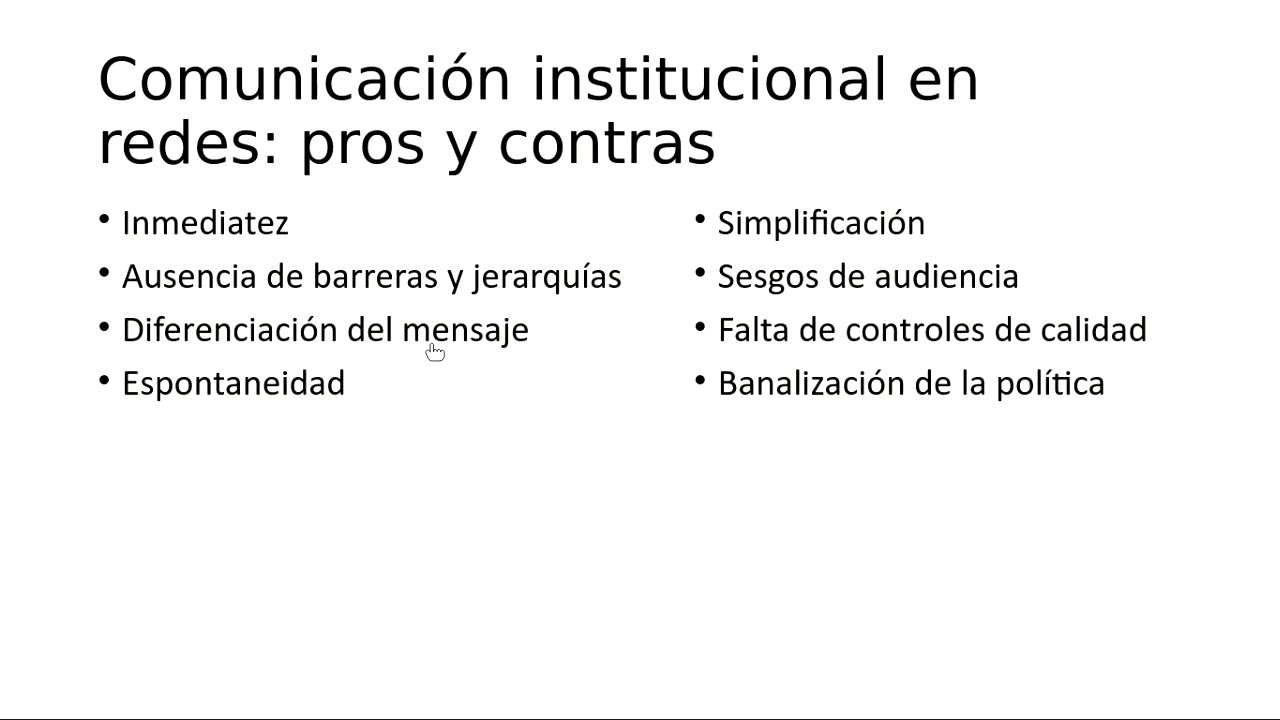 Comunicación institucional en
redes: pros y contras
• Inmediatez
• Ausencia de barreras y jerarquías
• Diferenciación del mensaje
• Espontaneidad
• Simplificación
• Sesgos de audiencia
• Falta de controles de calidad
• Banalización de la política